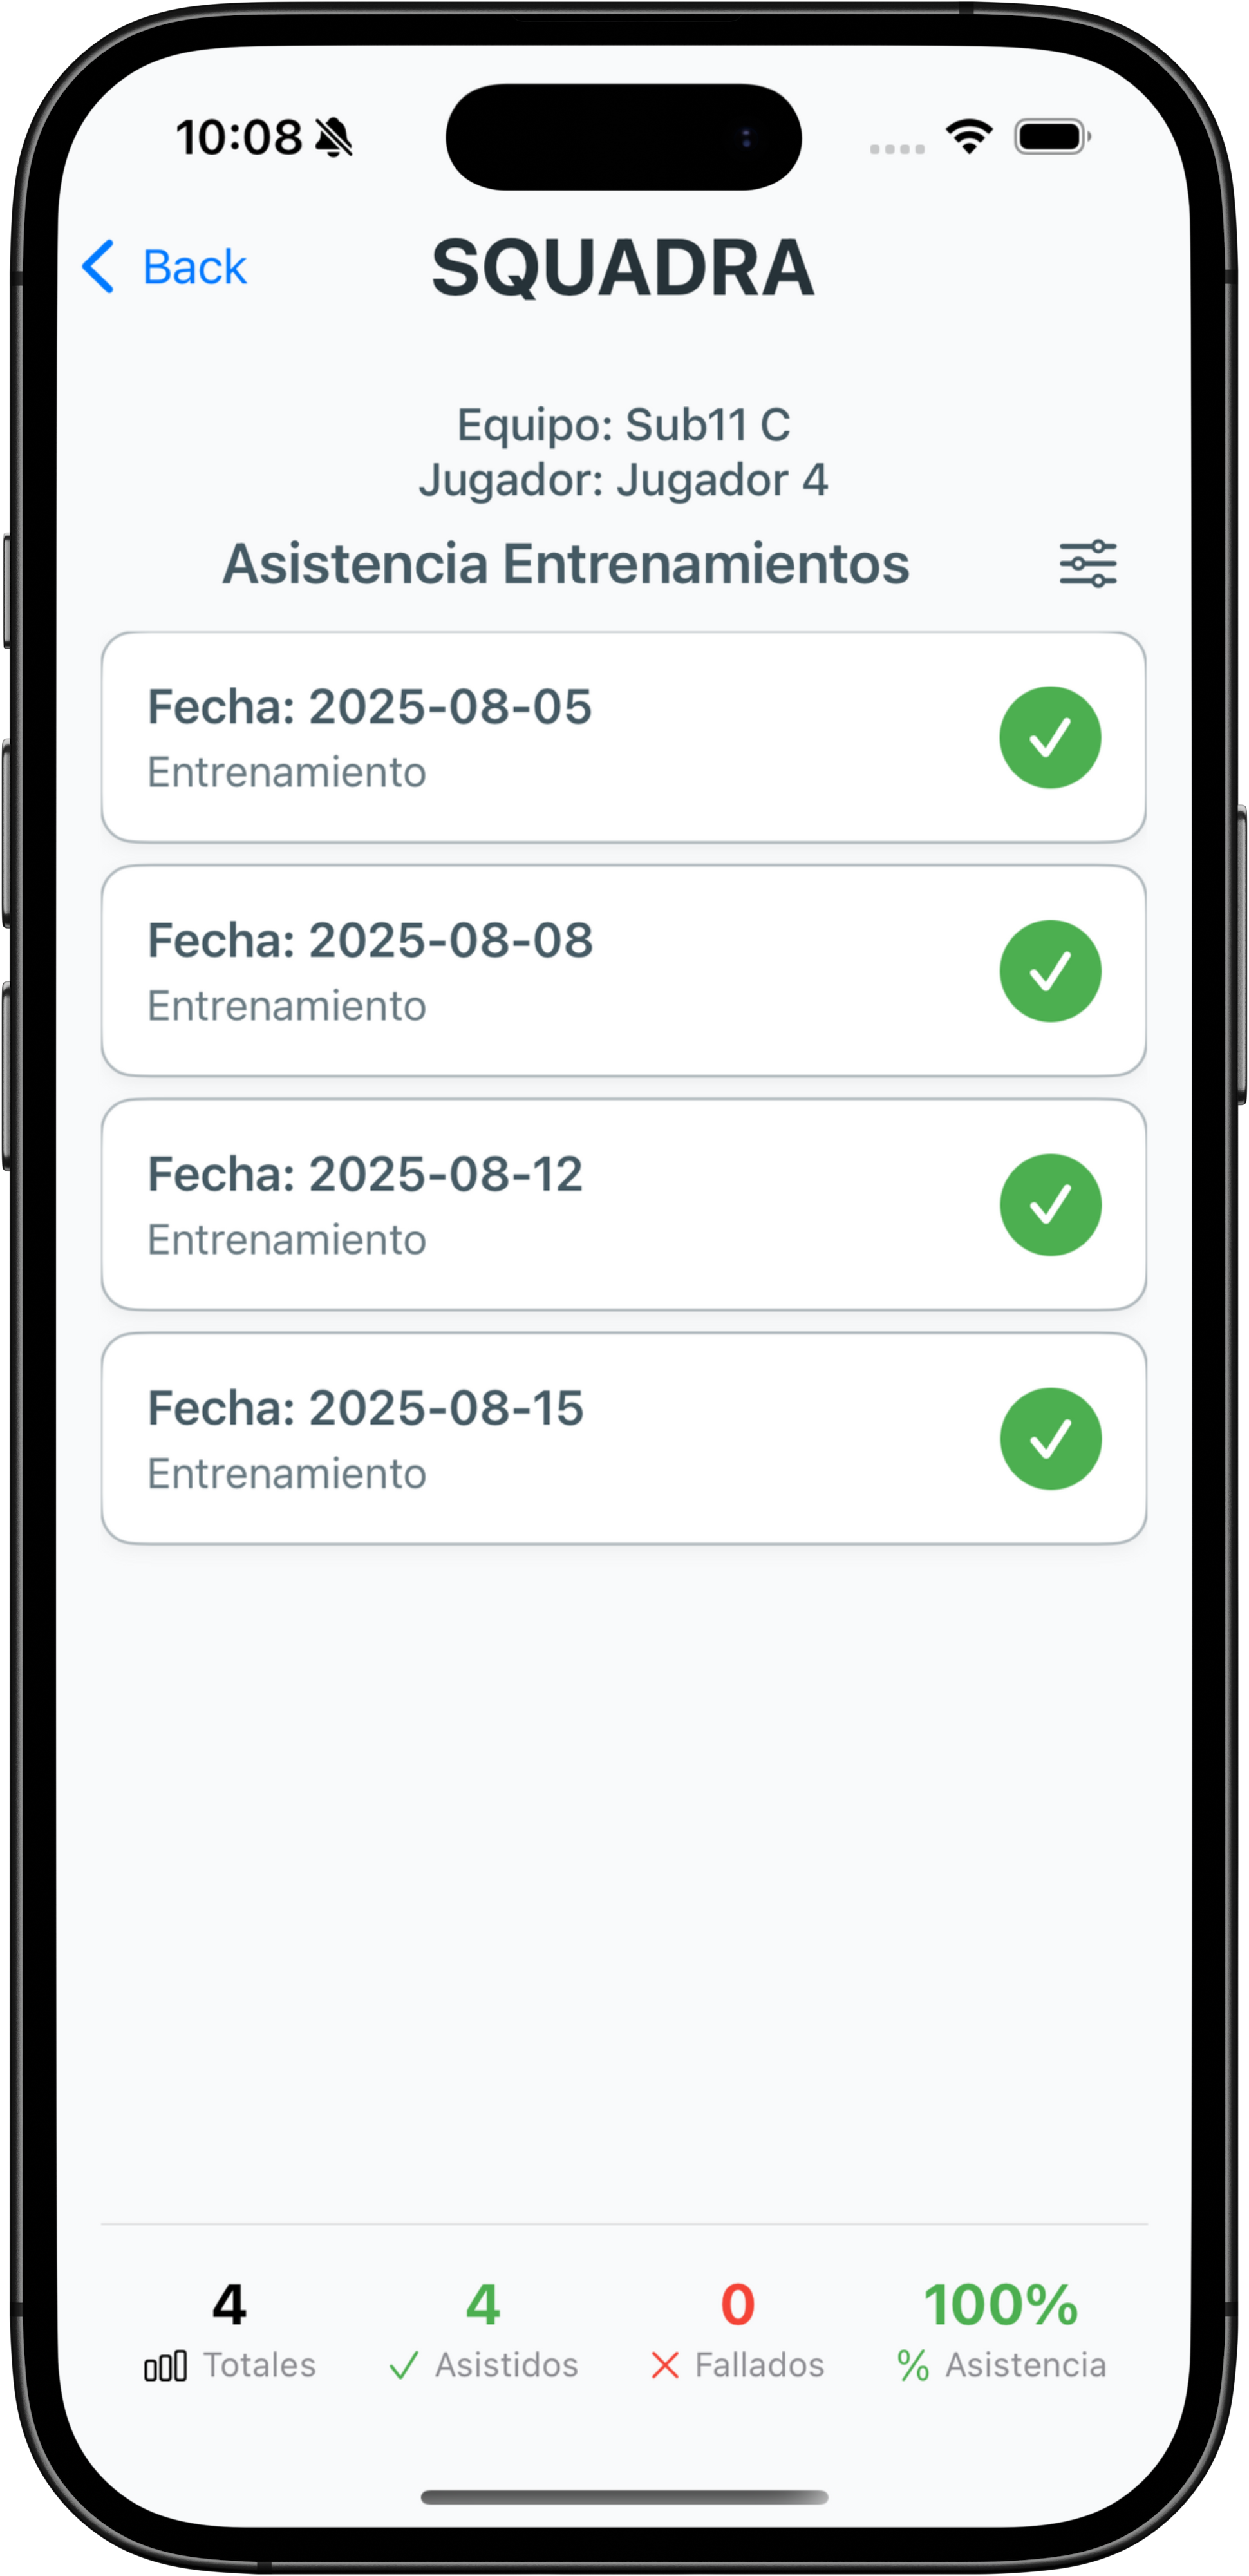 10:08
Back
SQUADRA
Equipo: Sub11 C
Jugador: Jugador 4
Asistencia Entrenamientos
Fecha: 2025-08-05
Entrenamiento
Fecha: 2025-08-08
Entrenamiento
Fecha: 2025-08-12
Entrenamiento
Fecha: 2025-08-15
Entrenamiento
4 4 0 100%
Totales Asistidos Fallados % Asistencia